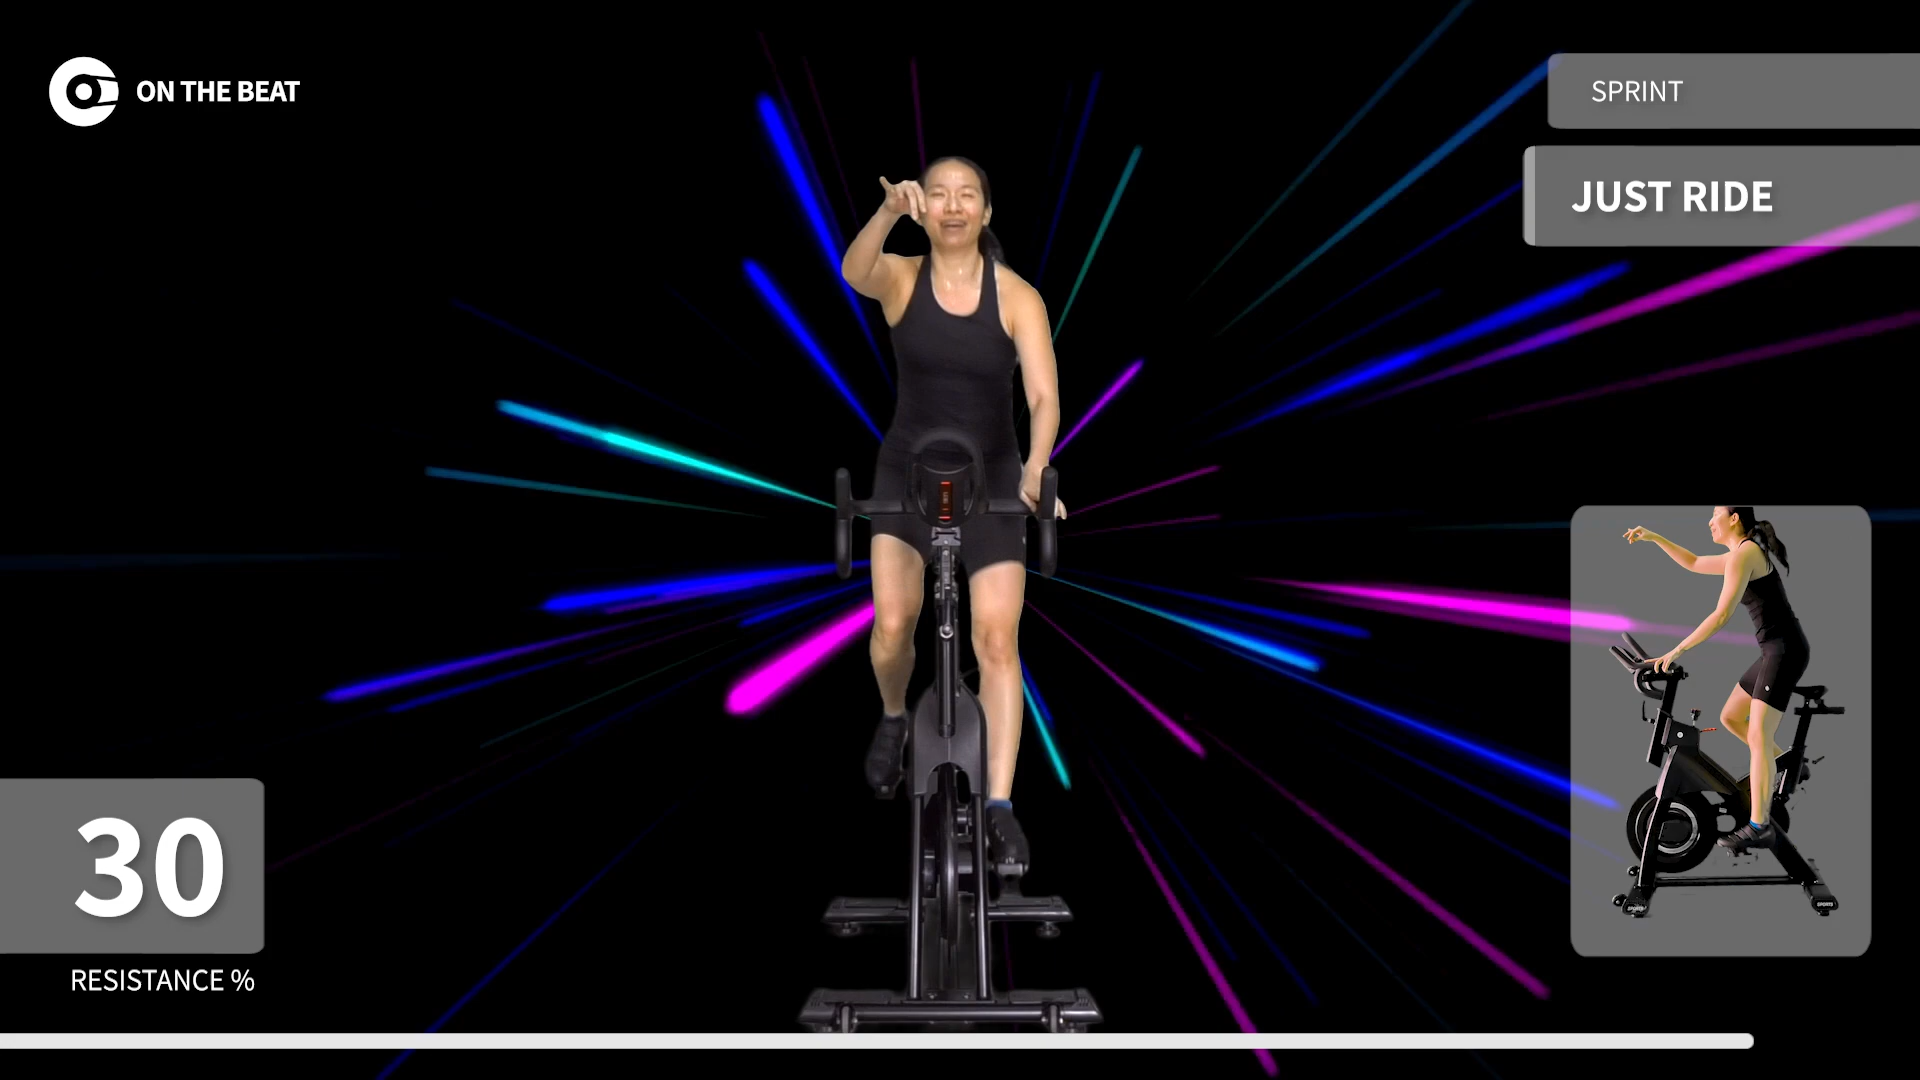 ON THE BEAT
SPRINT
JUST RIDE
30
RESISTANCE %